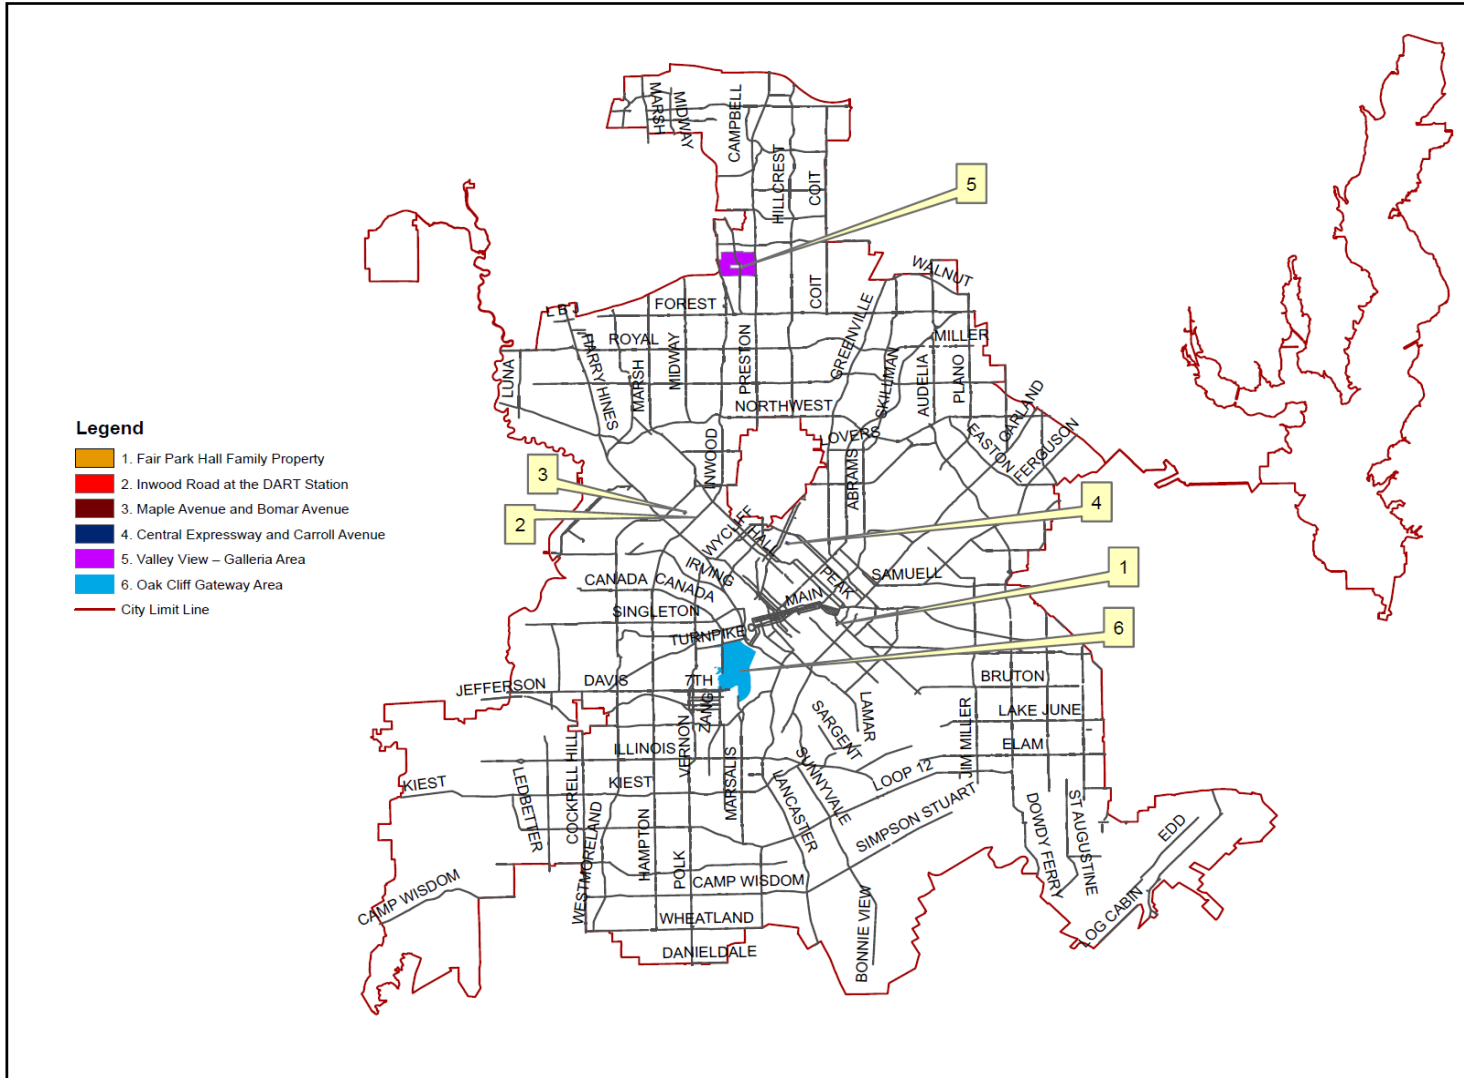 MARSH
MIDWAY
CAMPBELL
HILLCREST
COIT
5
WALNUT
COIT
GREENVILLE
L B J
FOREST
HARRY HINES
ROYAL
MARSH
MIDWAY
PRESTON
MILLER
LUNA
SKILLMAN
AUDELIA
PLANO
NORTHWEST
GARLAND
EASTON
FERGUSON
LOVERS
INWOOD
ABRAMS
Legend
1. Fair Park Hall Family Property
2. Inwood Road at the DART Station
3. Maple Avenue and Bomar Avenue
4. Central Expressway and Carroll Avenue
5. Valley View – Galleria Area
6. Oak Cliff Gateway Area
City Limit Line
3
2
4
WYCLIFF
HALL
IRVING
PEAK
SAMUELL
1
CANADA
CANADA
MAIN
SINGLETON
TURNPIKE
6
JEFFERSON
DAVIS
7TH
ZANG
BRUTON
LAMAR
SARGENT
JIM MILLER
LAKE JUNE
ELAM
ILLINOIS
VERNON
COCKRELL HILL
SUNNYVALE
LOOP 12
KIEST
LEDBETTER
KIEST
MARSALIS
LANCASTER
SIMPSON STUART
DOWDY FERRY
ST AUGUSTINE
EDD
WESTMORELAND
HAMPTON
POLK
CAMP WISDOM
CAMP WISDOM
WHEATLAND
BONNIE VIEW
LOG CABIN
DANIELDALE